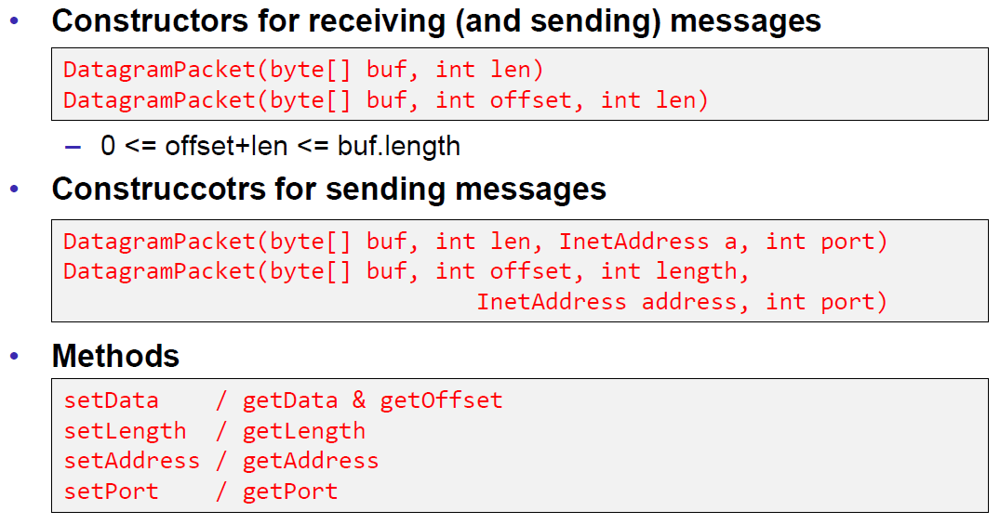 • Constructors for receiving (and sending) messages
DatagramPacket(byte[] buf, int len)
DatagramPacket(byte[] buf, int offset, int len)
– 0 <= offset+len <= buf.length
• Construccotrs for sending messages
DatagramPacket(byte[] buf, int len, InetAddress a, int port)
DatagramPacket(byte[] buf, int offset, int length,
InetAddress address, int port)
• Methods
setData    / getData & getOffset
setLength  / getLength
setAddress / getAddress
setPort    / getPort